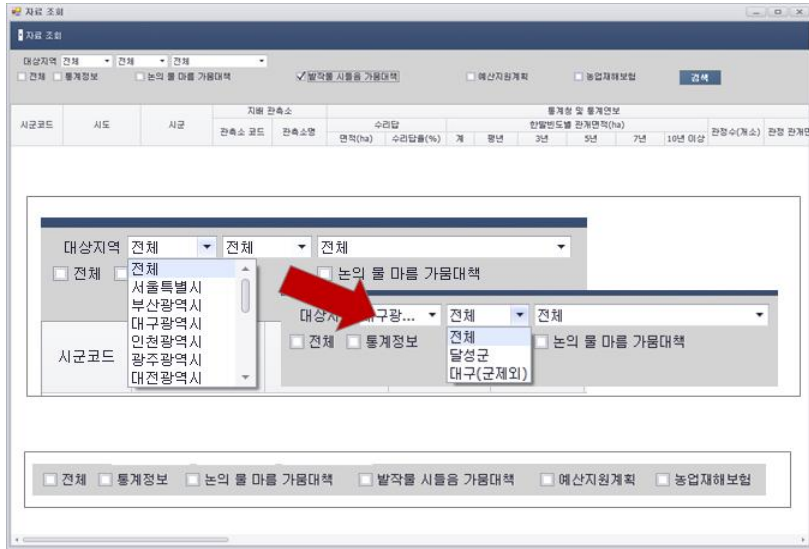 자료 조회
자료 조회
대상지역 전체 전체 전체
전체 통계정보 논의 물 마름 가뭄대책 밭작물 시들음 가뭄대책 예산지원계획 농업재해보험 검색
지배 관측소 통계청 및 통계연보
시군코드 시도 시군 수리답 한발빈도별 관개면적(ha) 관정수(개소) 관정 관개면
관측소 코드 관측소명 면적(ha) 수리답율(%) 계 평년 3년 5년 7년 10년 이상
대상지역 전체 전체 전체
전체 논의 물 마름 가뭄대책
전체
서울특별시
부산광역시
대구광역시
인천광역시
광주광역시
대전광역시
시군코드
대상지 대구광... 전체 전체
전체 통계정보 논의 물 마름 가뭄대책
전체
달성군
대구(군제외)
전체 통계정보 논의 물 마름 가뭄대책 밭작물 시들음 가뭄대책 예산지원계획 농업재해보험